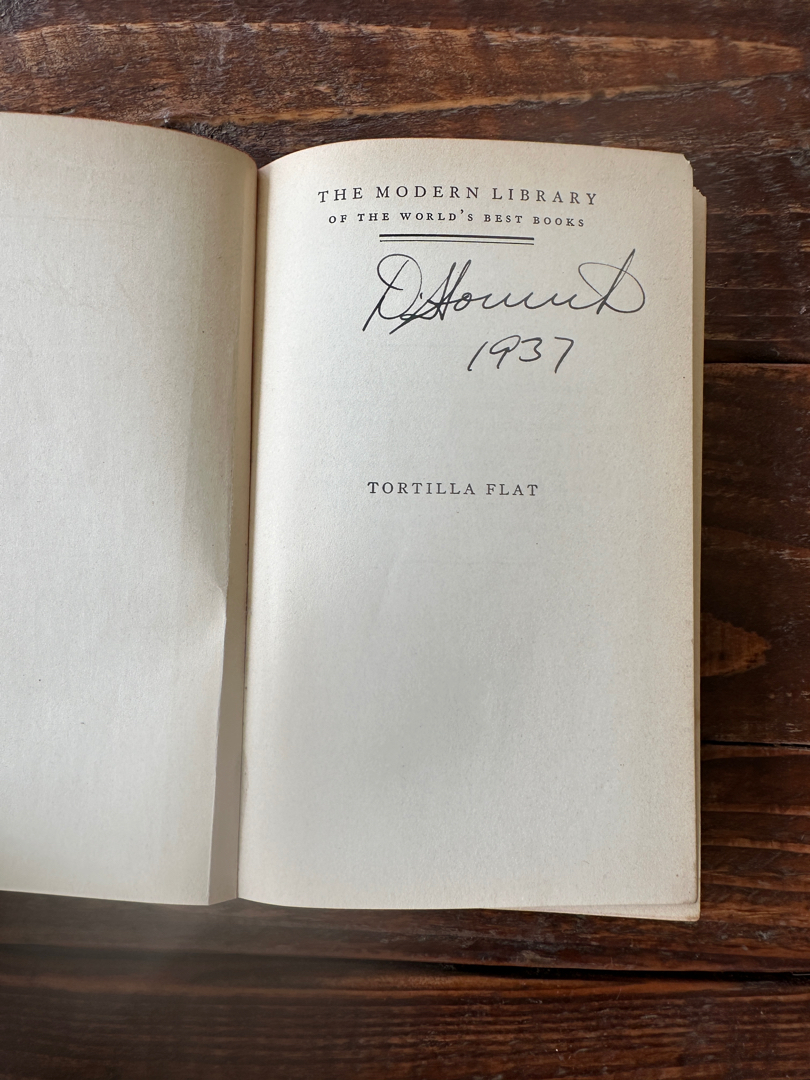 THE MODERN LIBRARY
OF THE WORLD'S BEST BOOKS
1937
TORTILLA FLAT